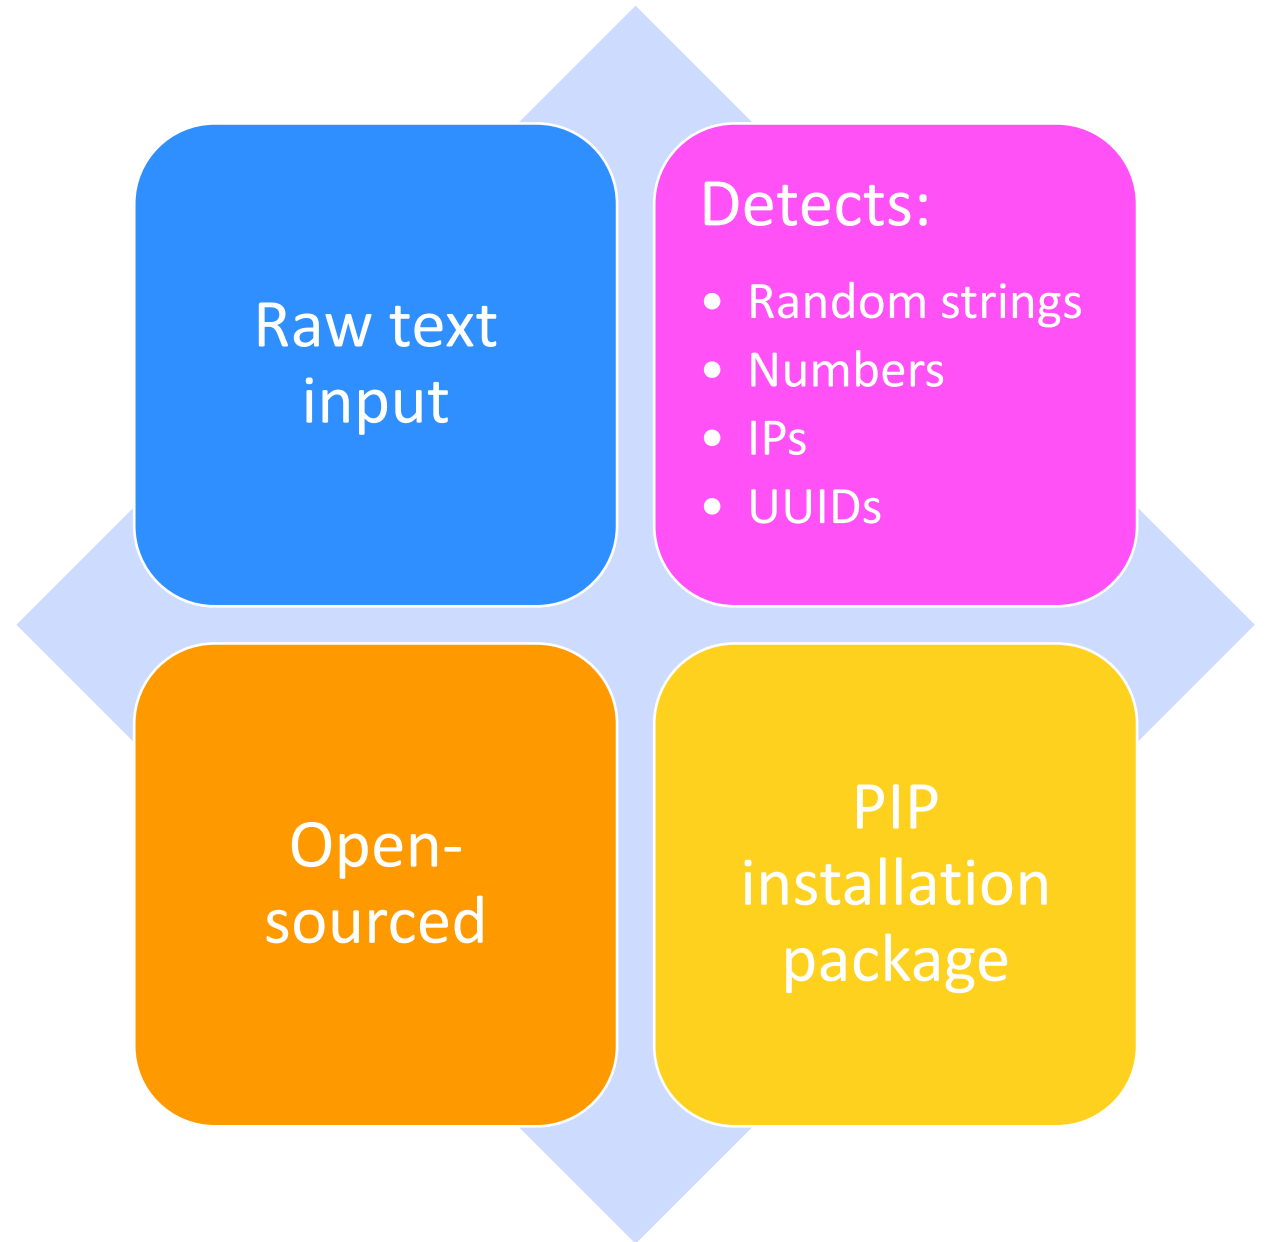 Raw text
input
Detects:
• Random strings
• Numbers
• IPs
• UUIDs
Open-
sourced
PIP
installation
package